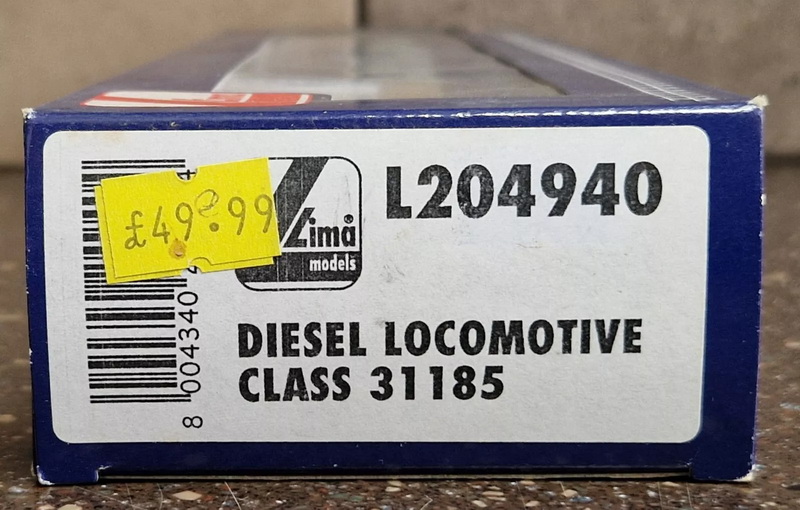 L204940
£49.99
Lima
models
DIESEL LOCOMOTIVE
CLASS 31185
8 004340